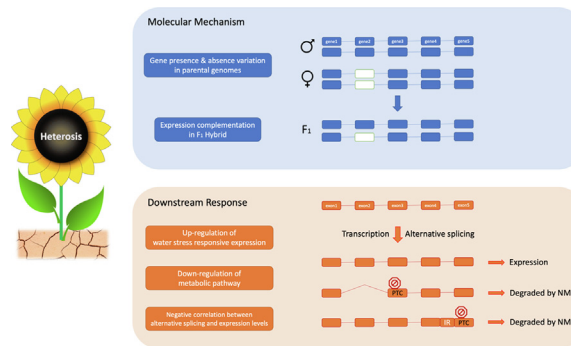 Molecular Mechanism
gene1 gene2 gene3 gene4 gene5
Gene presence & absence variation
in parental genomes
Expression complementation
in F₁ Hybrid
F₁
Heterosis
Downstream Response
exon1 exon2 exon3 exon4 exon5
Up-regulation of
water stress responsive expression
Transcription Alternative splicing
Down-regulation of
metabolic pathway
Expression
PTC
Degraded by NM
Negative correlation between
alternative splicing and expression levels
IR PTC
Degraded by NM